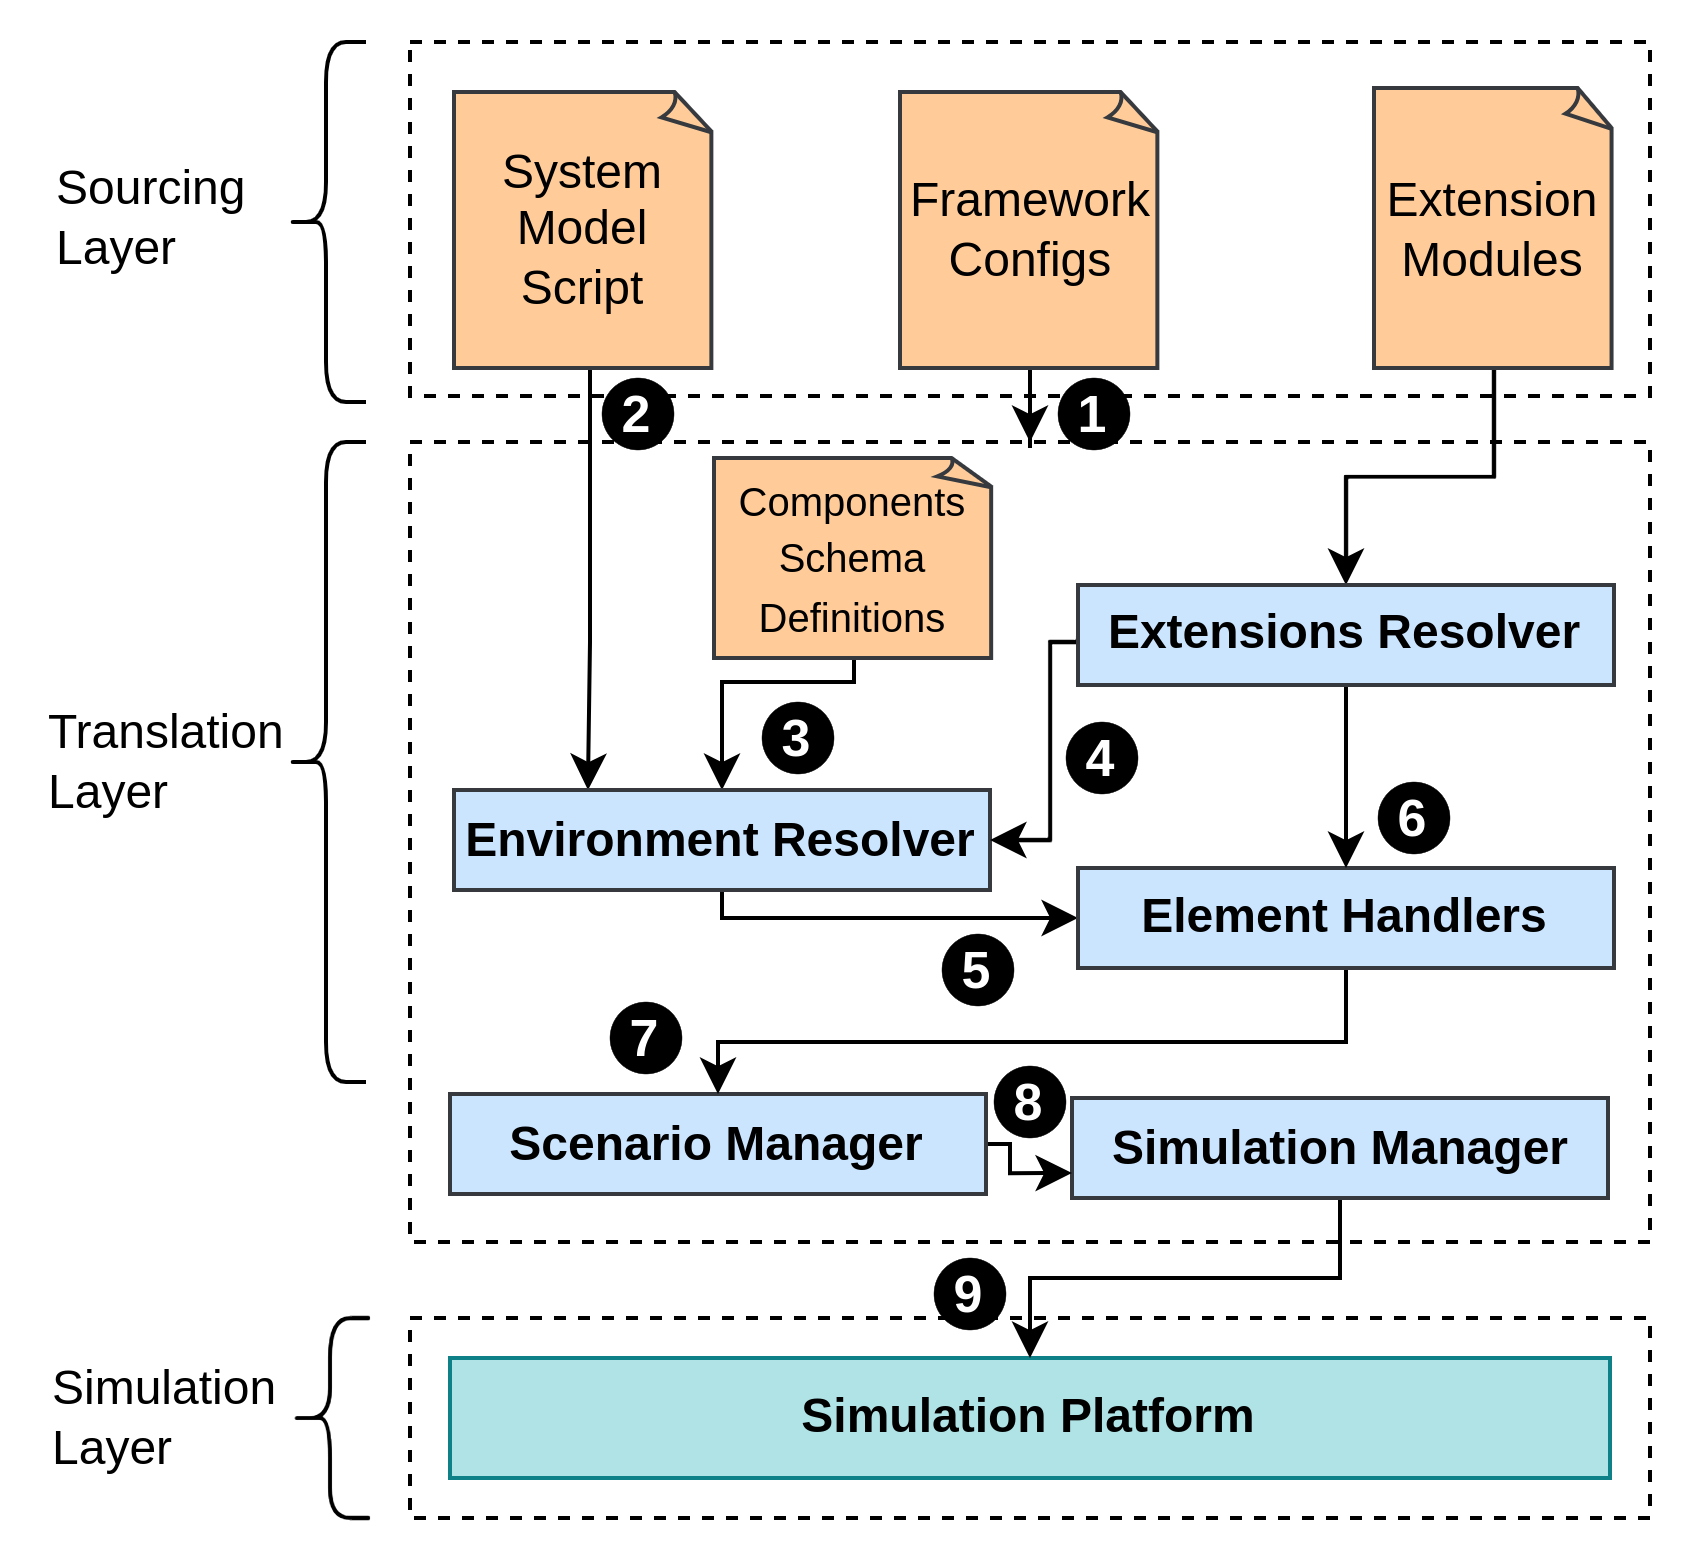 Sourcing
Layer
System
Model
Script
Framework
Configs
Extension
Modules
2
1
Translation
Layer
Components
Schema
Definitions
Extensions Resolver
3
4
6
Environment Resolver
Element Handlers
5
7
8
Scenario Manager
Simulation Manager
9
Simulation
Layer
Simulation Platform